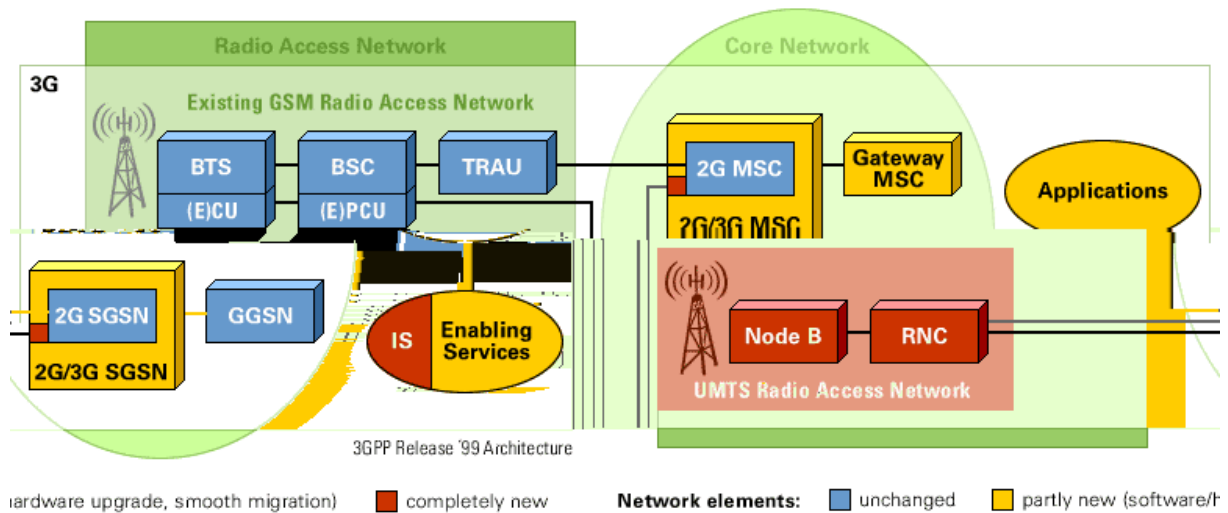 Radio Access Network
Core Network
3G
Existing GSM Radio Access Network
BTS
BSC
TRAU
2G MSC
Gateway
MSC
Applications
(E)CU
(E)PCU
2G/3G MSC
2G SGSN
GGSN
IS
Enabling
Services
Node B
RNC
2G/3G SGSN
UMTS Radio Access Network
3GPP Release '99 Architecture
hardware upgrade, smooth migration)
completely new
Network elements:
unchanged
partly new (software/h